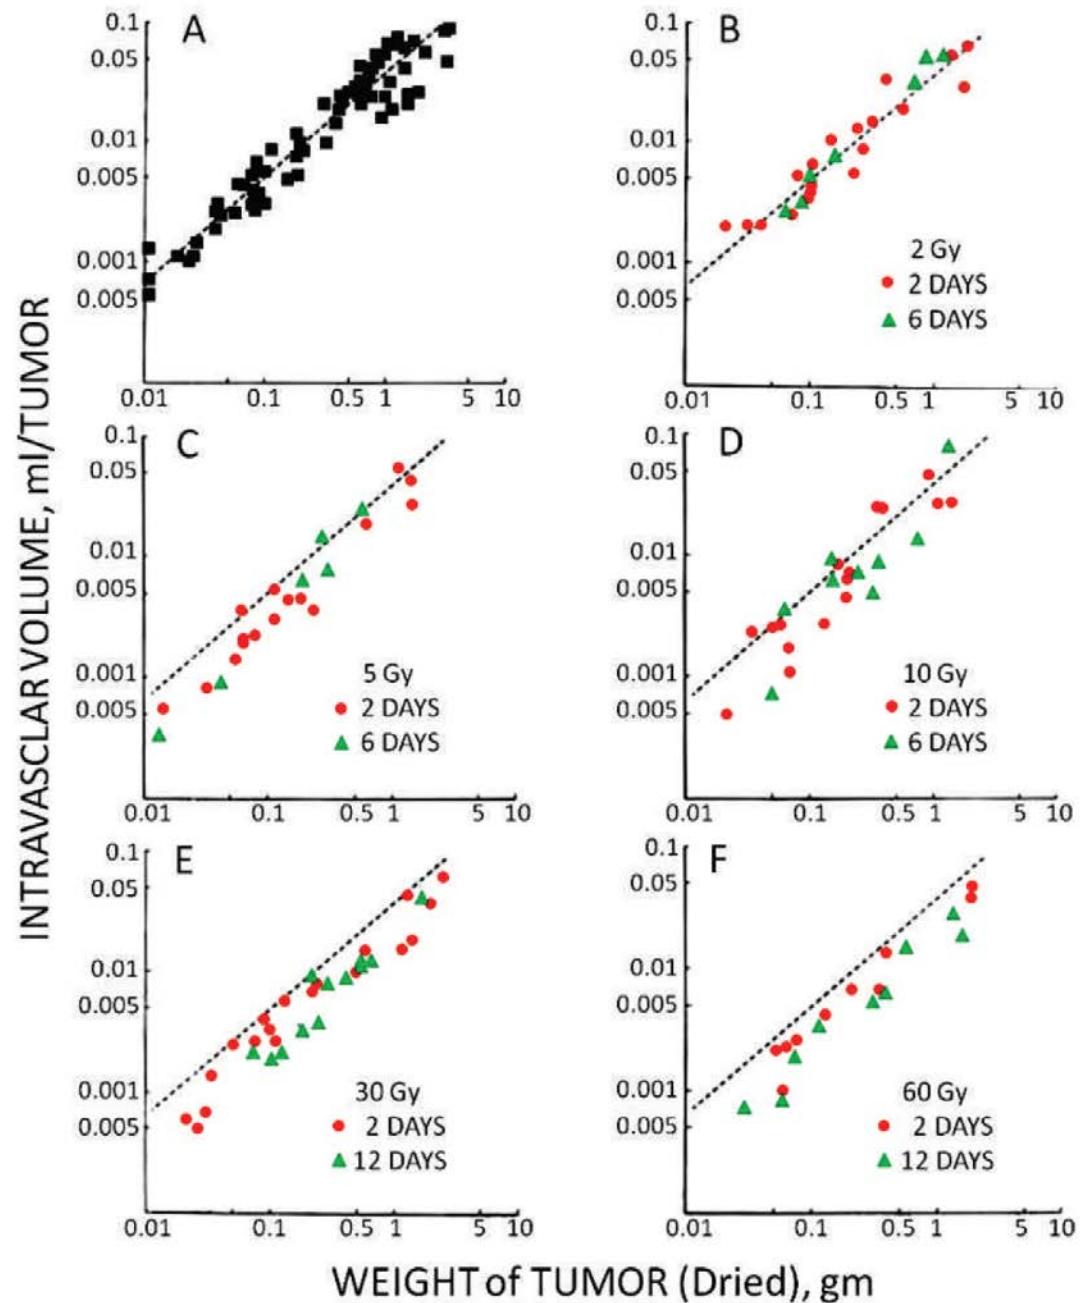 INTRAVASCLAR VOLUME, ml/TUMOR
A
0.1
0.05
0.01
0.005
0.001
0.005
0.01 0.1 0.5 1 5 10
B
0.1
0.05
0.01
0.005
0.001
0.005
2 Gy
2 DAYS
6 DAYS
0.01 0.1 0.5 1 5 10
C
0.1
0.05
0.01
0.005
0.001
0.005
5 Gy
2 DAYS
6 DAYS
0.01 0.1 0.5 1 5 10
D
0.1
0.05
0.01
0.005
0.001
0.005
10 Gy
2 DAYS
6 DAYS
0.01 0.1 0.5 1 5 10
E
0.1
0.05
0.01
0.005
0.001
0.005
30 Gy
2 DAYS
12 DAYS
0.01 0.1 0.5 1 5 10
F
0.1
0.05
0.01
0.005
0.001
0.005
60 Gy
2 DAYS
12 DAYS
0.01 0.1 0.5 1 5 10
WEIGHT of TUMOR (Dried), gm